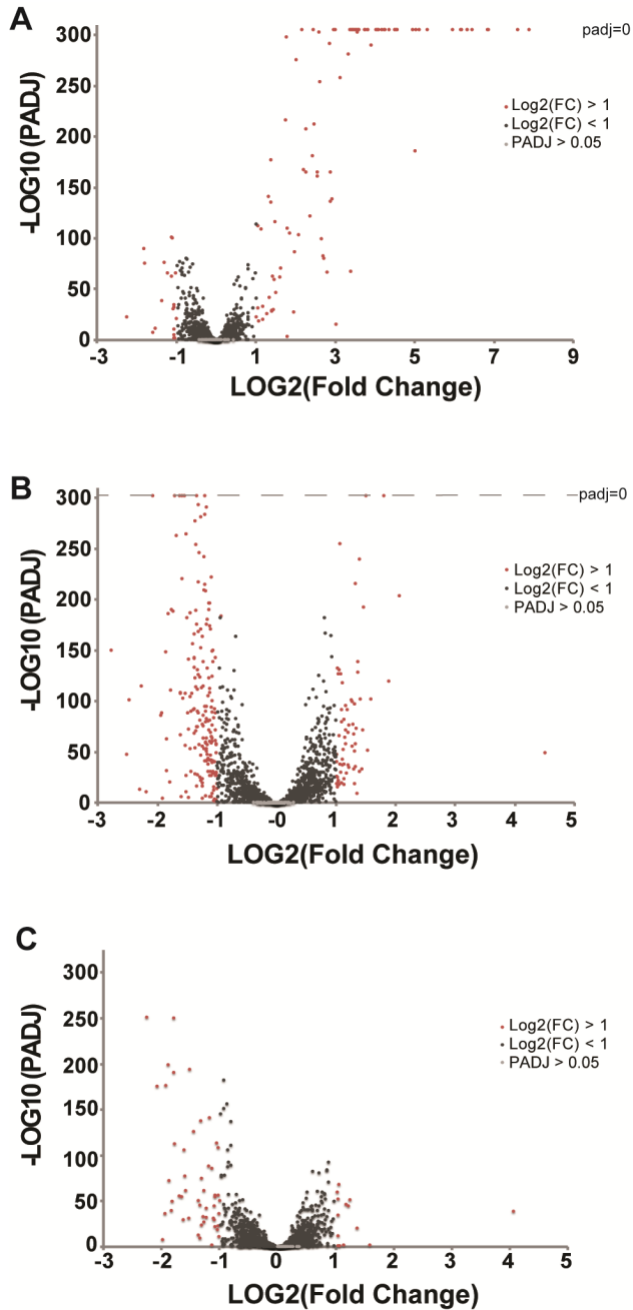 A
300
250
200
150
100
50
0
-LOG10 (PADJ)
padj=0
Log2(FC) > 1
Log2(FC) < 1
PADJ > 0.05
-3 -1 1 3 5 7 9
LOG2(Fold Change)
B
300
250
200
150
100
50
0
-LOG10 (PADJ)
padj=0
Log2(FC) > 1
Log2(FC) < 1
PADJ > 0.05
-3 -2 -1 -0 1 2 3 4 5
LOG2(Fold Change)
C
300
250
200
150
100
50
0
-LOG10 (PADJ)
Log2(FC) > 1
Log2(FC) < 1
PADJ > 0.05
-3 -2 -1 0 1 2 3 4 5
LOG2(Fold Change)